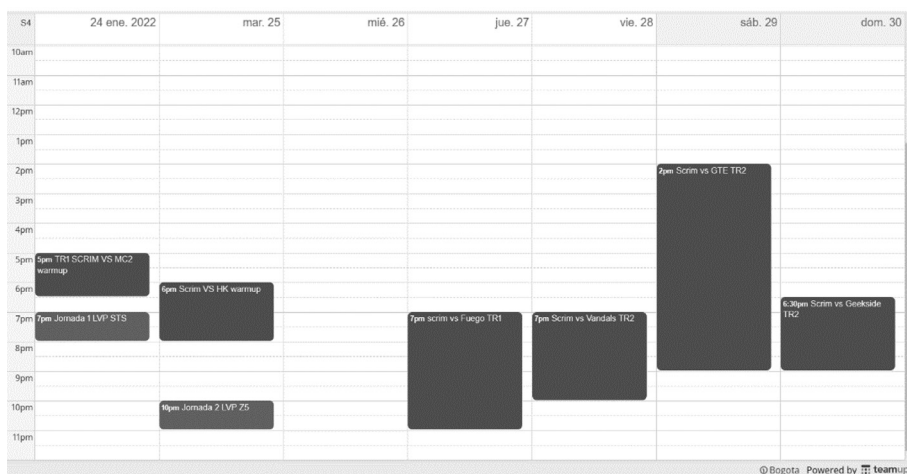 S4 24 ene. 2022 mar. 25 mié. 26 jue. 27 vie. 28 sáb. 29 dom. 30
10am
11am
12pm
1pm
2pm 2pm Scrim vs GTE TR2
3pm
4pm
5pm 5pm TR1 SCRIM VS MC2
warmup
6pm 6pm Scrim VS HK warmup
6:30pm Scrim vs Geekside
TR2
7pm 7pm Jornada 1 LVP STS 7pm scrim vs Fuego TR1 7pm Scrim vs Vandals TR2
8pm
9pm
10pm 10pm Jornada 2 LVP Z5
11pm
Bogota Powered by teamup